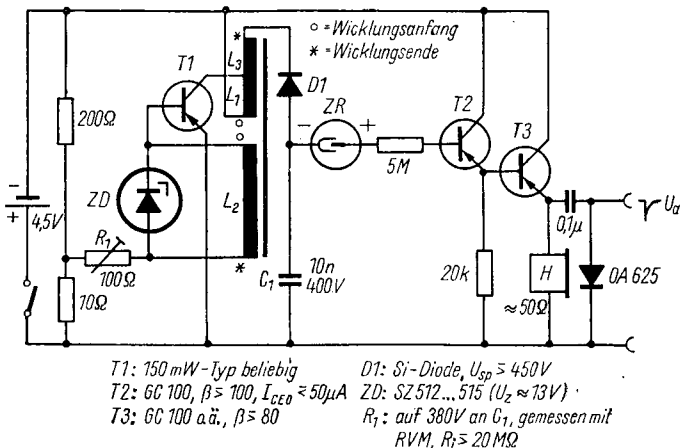 ○ = Wicklungsanfang
* = Wicklungsende
*
T1
L3
L1
D1
ZR
T2
T3
200Ω
- +
5M
0,1μ
Ua
-
+
4,5V
ZD
L2
R1
100Ω
*
C1
10n
400V
20k
H
≈50Ω
OA 625
10Ω
T1: 150 mW-Typ beliebig
D1: Si-Diode, Usp ≥ 450V
T2: GC 100, β ≥ 100, ICEO ≤ 50μA
ZD: SZ 512...515 (Uz ≈ 13V)
T3: GC 100 o.ä., β ≥ 80
R1: auf 380V an C1, gemessen mit
RVM, Ri ≥ 20 MΩ